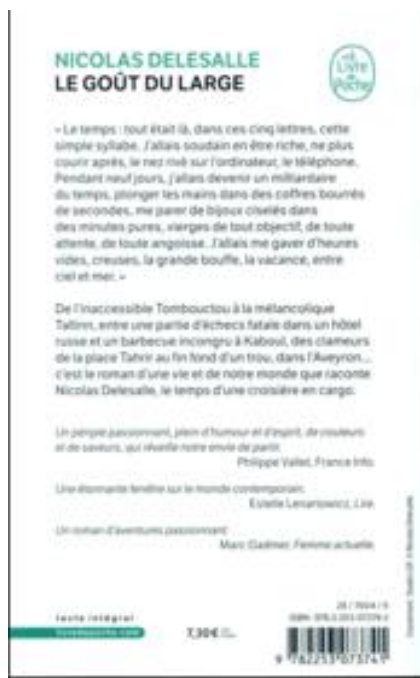 NICOLAS DELESALLE
LE GOÛT DU LARGE
Le Livre de Poche
« Le temps : tout était là, dans ces cinq lettres, cette
simple syllabe. J'allais soudain en être riche, ne plus
courir après, le nez rivé sur l'ordinateur, le téléphone.
Pendant neuf jours, j'allais devenir un milliardaire
du temps, plonger les mains dans des coffres bourrés
de secondes, me parer de bijoux ciselés dans
des minutes pures, vierges de tout objectif, de toute
attente, de toute angoisse. J'allais me gaver d'heures
vides, creuses, la grande bouffe, la vacance, entre
ciel et mer. »
De l'inaccessible Tombouctou à la mélancolique
Tallinn, entre une partie d'échecs fatale dans un hôtel
russe et un barbecue incongru à Kaboul, des clameurs
de la place Tahrir au fin fond d'un trou, dans l'Aveyron...
c'est le roman d'une vie et de notre monde que raconte
Nicolas Delesalle, le temps d'une croisière en cargo.
Un périple passionnant, plein d'humour et d'esprit, de couleurs
et de saveurs, qui réveille notre envie de partir.
Philippe Vallet, France Info.
Une étonnante fenêtre sur le monde contemporain.
Estelle Lenartowicz, Lire.
Un roman d'aventures passionnant.
Femme actuelle.
texte intégral
livredepoche.com
7,30 €
ISBN :
9 782253 073741